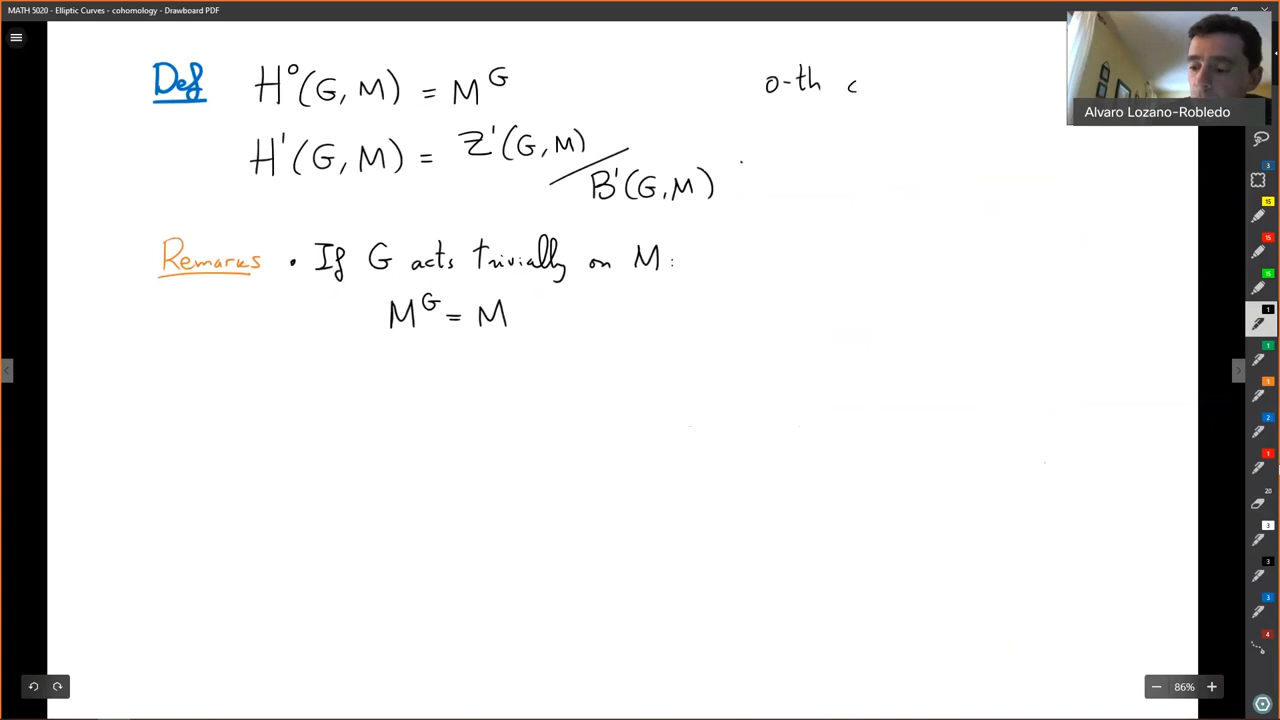 MATH 5020 - Elliptic Curves - cohomology - Drawboard PDF
Alvaro Lozano-Robledo
Def H⁰(G, M) = M^G 0-th c
H¹(G, M) = Z¹(G, M) / B¹(G, M)
Remarks • If G acts trivially on M:
M^G = M
86%